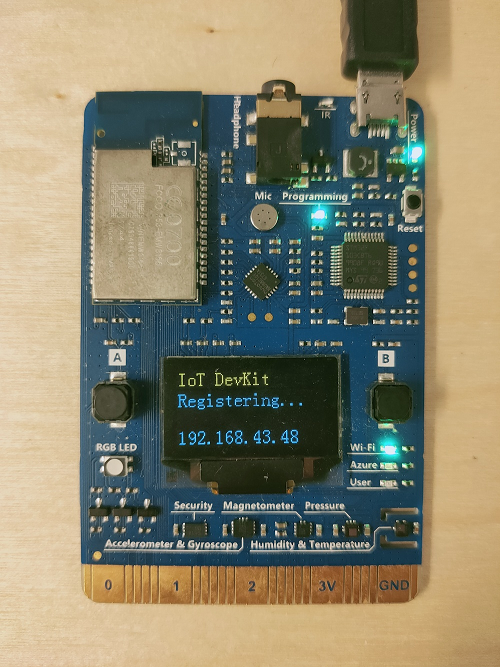 Headphone
IR
Power
Mic Programming
Reset
A
B
IoT DevKit
Registering...
192.168.43.48
RGB LED
Wi-Fi
Azure
User
Security Magnetometer Pressure
Accelerometer & Gyroscope Humidity & Temperature
0 1 2 3V GND